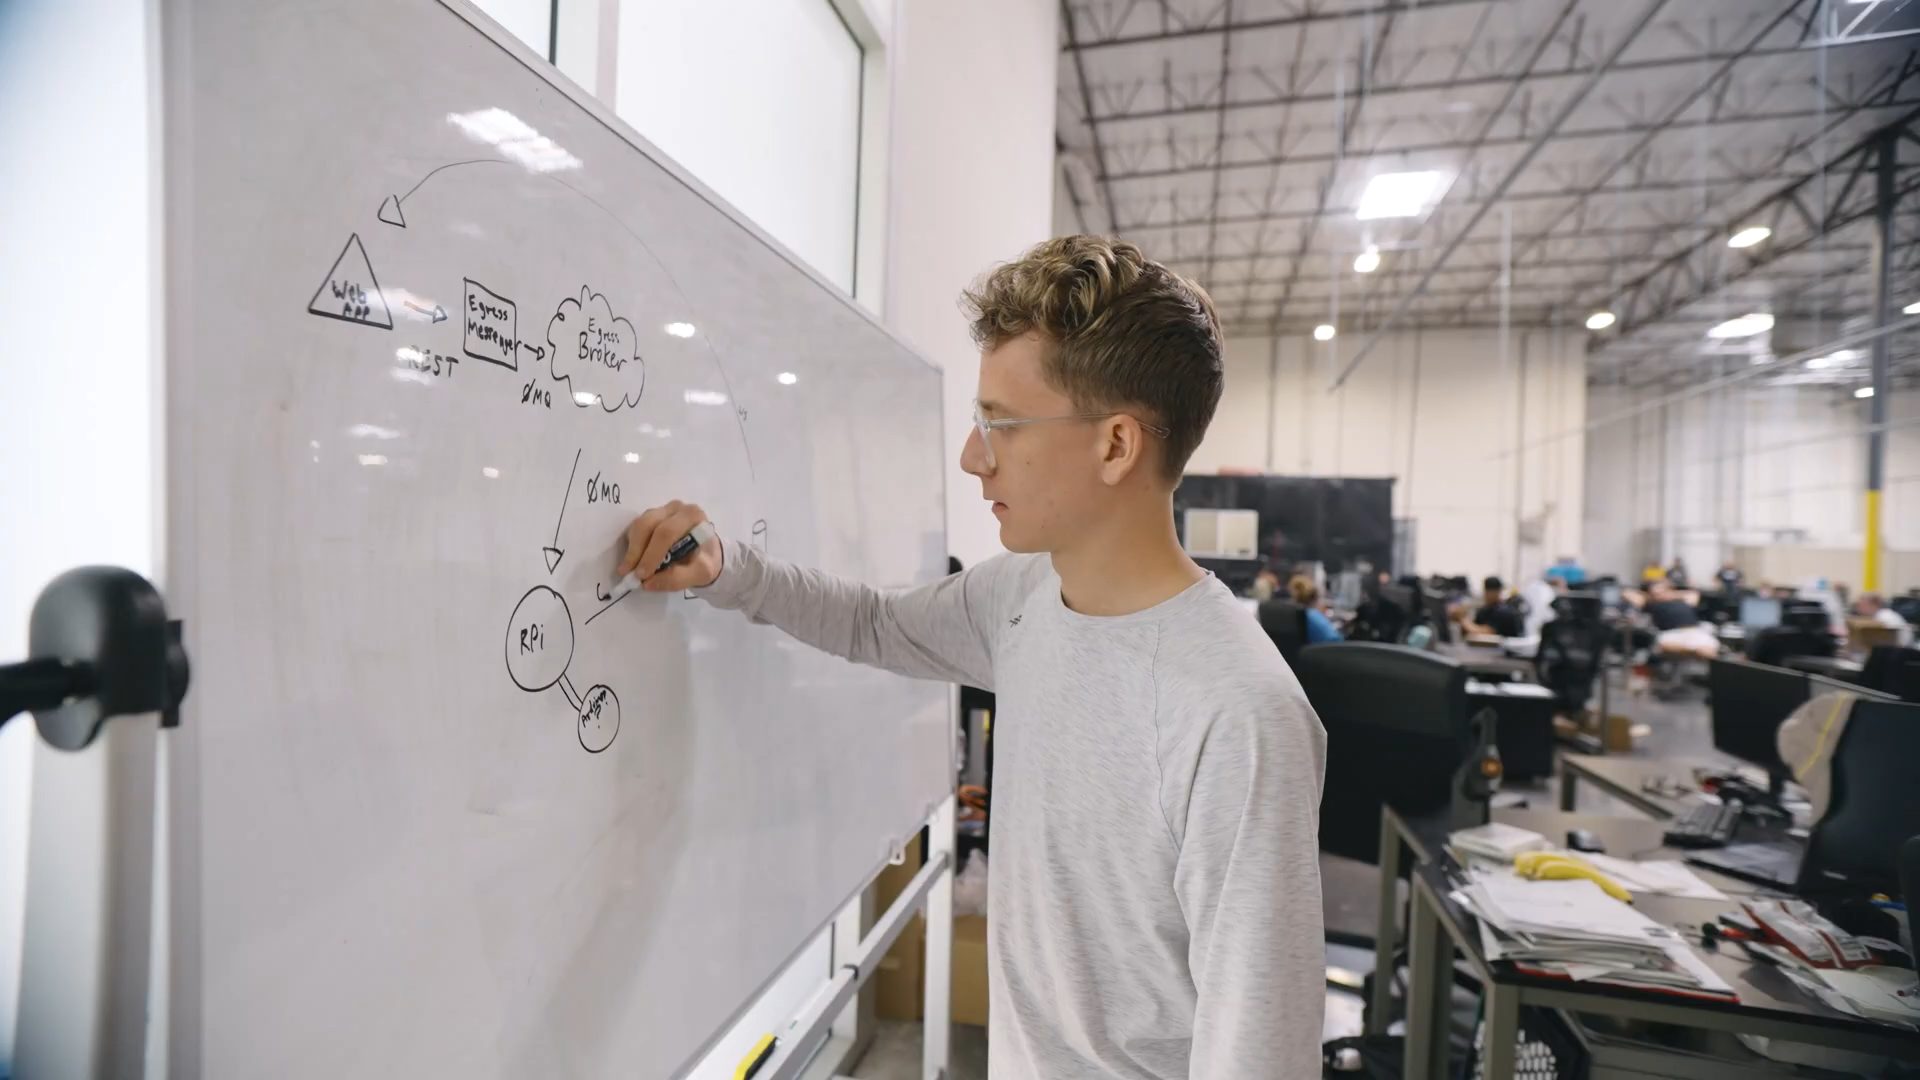 Web
App
REST
Egress
Messenger
ØMQ
Egress
Broker
ØMQ
RPi